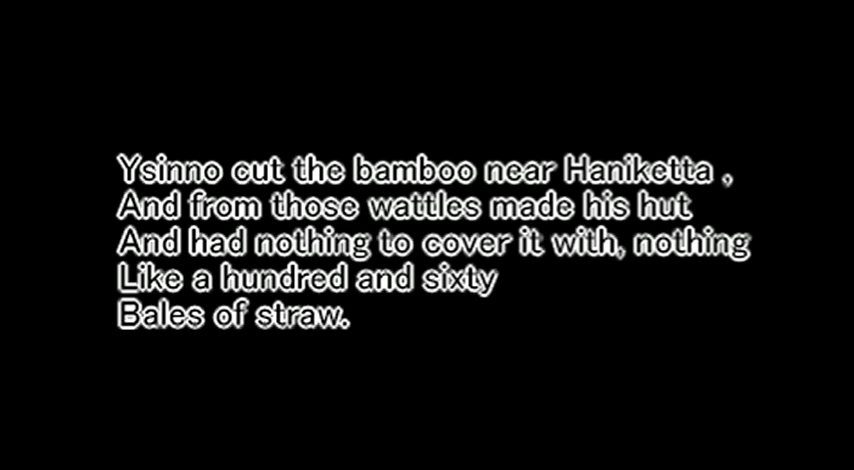 Ysinno cut the bamboo near Haniketta ,
And from those wattles made his hut
And had nothing to cover it with, nothing
Like a hundred and sixty
Bales of straw.